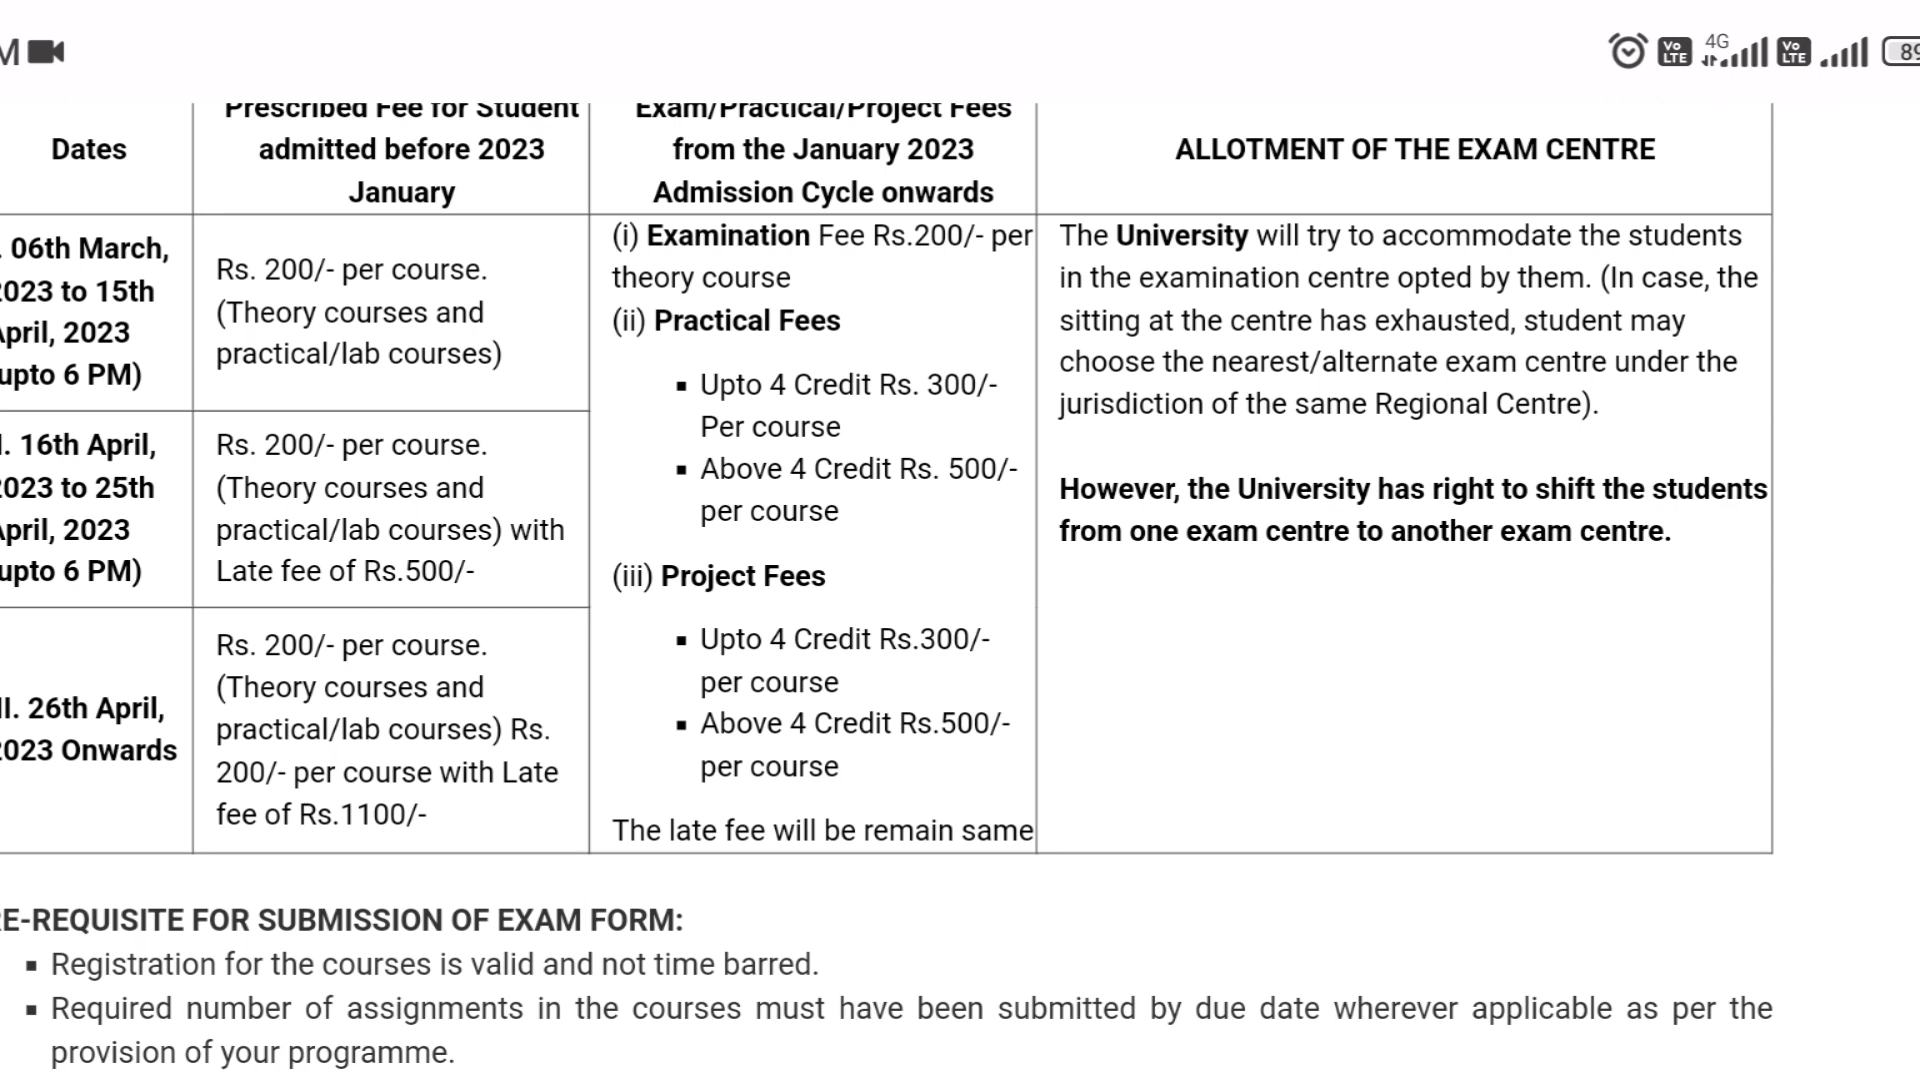 M
4G
Vo LTE
Vo LTE
89
Dates
Prescribed Fee for Student
admitted before 2023
January
Exam/Practical/Project Fees
from the January 2023
Admission Cycle onwards
ALLOTMENT OF THE EXAM CENTRE
. 06th March,
2023 to 15th
April, 2023
upto 6 PM)
Rs. 200/- per course.
(Theory courses and
practical/lab courses)
I. 16th April,
2023 to 25th
April, 2023
upto 6 PM)
Rs. 200/- per course.
(Theory courses and
practical/lab courses) with
Late fee of Rs.500/-
II. 26th April,
2023 Onwards
Rs. 200/- per course.
(Theory courses and
practical/lab courses) Rs.
200/- per course with Late
fee of Rs.1100/-
(i) Examination Fee Rs.200/- per
theory course
(ii) Practical Fees
▪ Upto 4 Credit Rs. 300/-
Per course
▪ Above 4 Credit Rs. 500/-
per course
(iii) Project Fees
▪ Upto 4 Credit Rs.300/-
per course
▪ Above 4 Credit Rs.500/-
per course
The late fee will be remain same
The University will try to accommodate the students
in the examination centre opted by them. (In case, the
sitting at the centre has exhausted, student may
choose the nearest/alternate exam centre under the
jurisdiction of the same Regional Centre).
However, the University has right to shift the students
from one exam centre to another exam centre.
RE-REQUISITE FOR SUBMISSION OF EXAM FORM:
▪ Registration for the courses is valid and not time barred.
▪ Required number of assignments in the courses must have been submitted by due date wherever applicable as per the
provision of your programme.